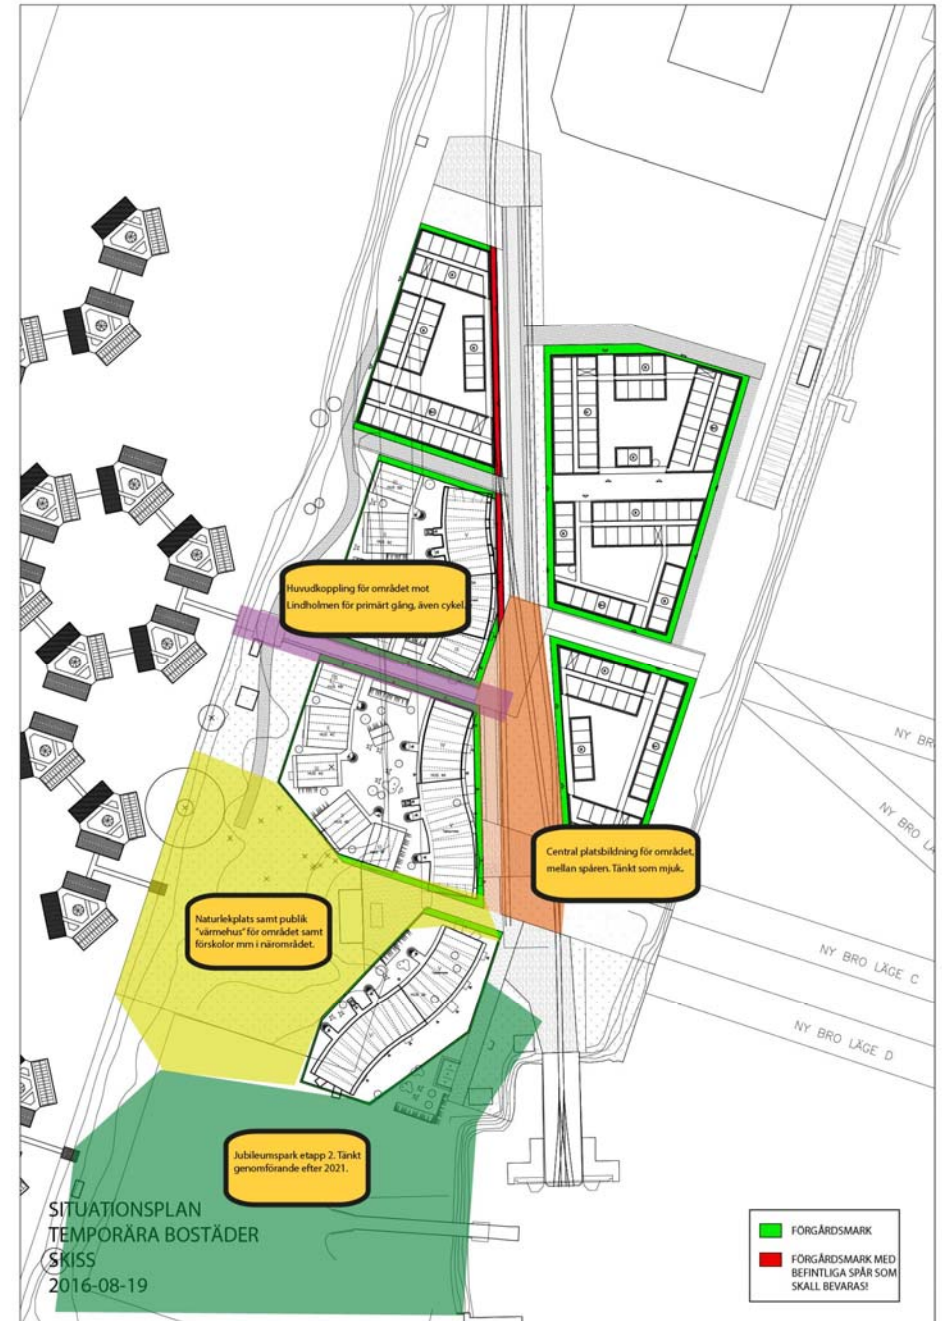 Huvudkoppling för området mot
Lindholmen för primärt gång, även cykel.
NY BRO LÄGE C
NY BRO LÄGE D
Central platsbildning för området,
mellan spåren. Tänkt som mjuk.
Naturlekplats samt publik
"värmehus" för området samt
förskolor mm i närområdet.
Jubileumspark etapp 2. Tänkt
genomförande efter 2021.
SITUATIONSPLAN
TEMPORÄRA BOSTÄDER
SKISS
2016-08-19
FÖRGÅRDSMARK
FÖRGÅRDSMARK MED
BEFINTLIGA SPÅR SOM
SKALL BEVARAS!